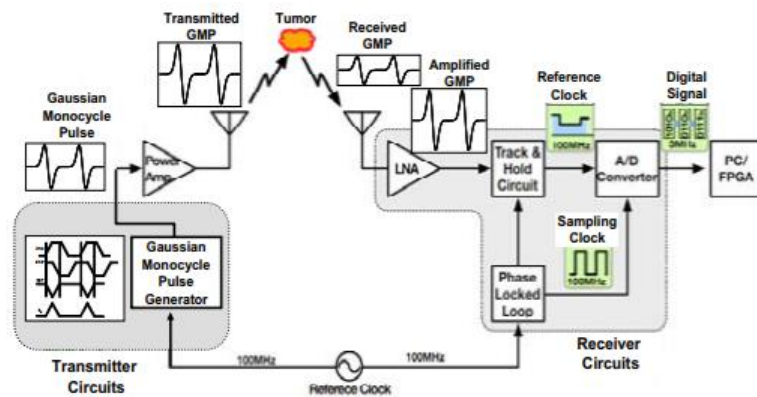 Transmitted
GMP
Tumor
Received
GMP
Amplified
GMP
Gaussian
Monocycle
Pulse
Reference
Clock
Digital
Signal
100MHz
Power
Amp.
LNA
Track &
Hold
Circuit
A/D
Converter
PC/
FPGA
Sampling
Clock
100MHz
Gaussian
Monocycle
Pulse
Generator
Phase
Locked
Loop
Transmitter
Circuits
100MHz
100MHz
Referece Clock
Receiver
Circuits